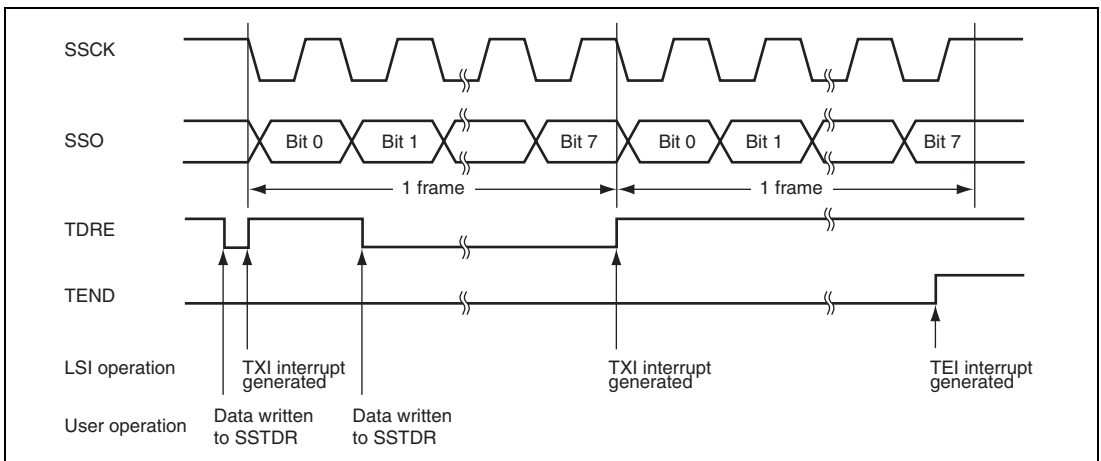 SSCK
SSO
Bit 0
Bit 1
Bit 7
Bit 0
Bit 1
Bit 7
1 frame
1 frame
TDRE
TEND
LSI operation
TXI interrupt
generated
TXI interrupt
generated
TEI interrupt
generated
User operation
Data written
to SSTDR
Data written
to SSTDR